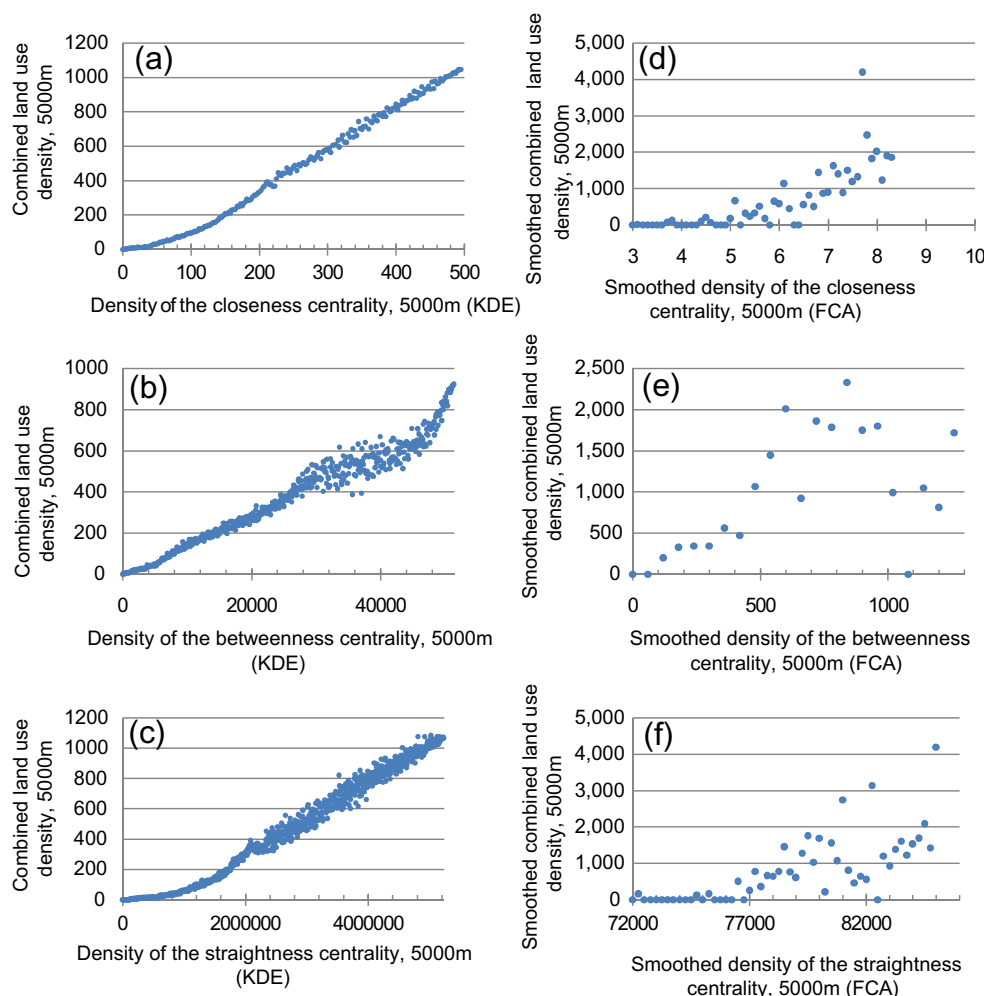 (a)
Combined land use
density, 5000m
1200
1000
800
600
400
200
0
0 100 200 300 400 500
Density of the closeness centrality, 5000m (KDE)
(d)
Smoothed combined land use
density, 5000m
5,000
4,000
3,000
2,000
1,000
0
3 4 5 6 7 8 9 10
Smoothed density of the closeness
centrality, 5000m (FCA)
(b)
Combined land use
density, 5000m
1000
800
600
400
200
0
0 20000 40000
Density of the betweenness centrality, 5000m
(KDE)
(e)
Smoothed combined land use
density, 5000m
2,500
2,000
1,500
1,000
500
0
0 500 1000
Smoothed density of the betweenness
centrality, 5000m (FCA)
(c)
Combined land use
density, 5000m
1200
1000
800
600
400
200
0
0 2000000 4000000
Density of the straightness centrality, 5000m
(KDE)
(f)
Smoothed combined land use
density, 5000m
5,000
4,000
3,000
2,000
1,000
0
72000 77000 82000
Smoothed density of the straightness
centrality, 5000m (FCA)